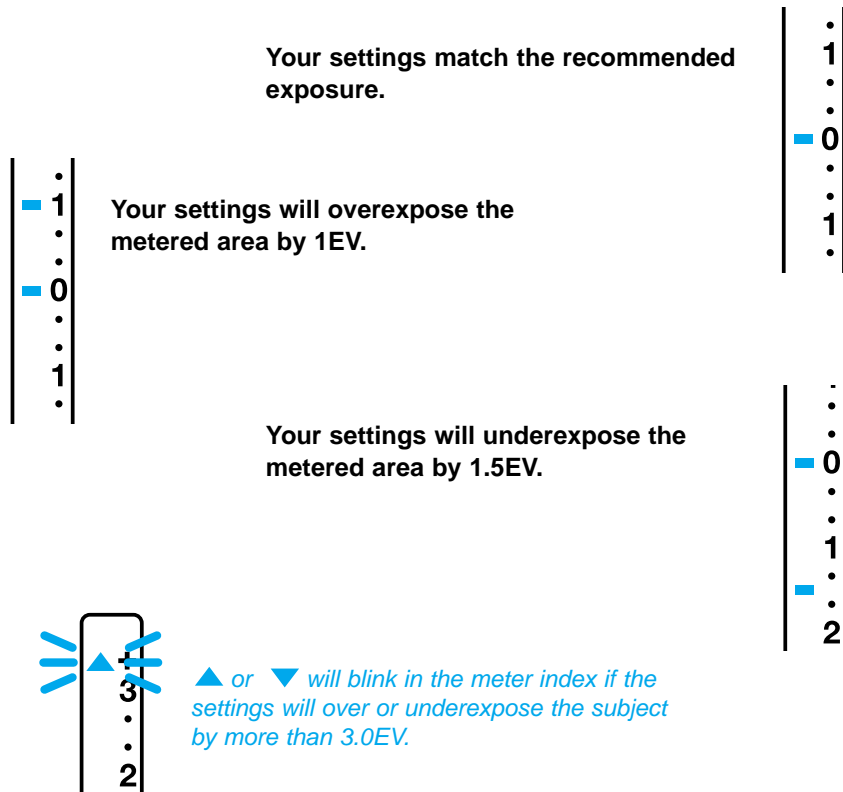 Your settings match the recommended
exposure.
1
0
1
Your settings will overexpose the
metered area by 1EV.
1
0
1
Your settings will underexpose the
metered area by 1.5EV.
0
1
2
+
3
2
▲ or ▼ will blink in the meter index if the
settings will over or underexpose the subject
by more than 3.0EV.